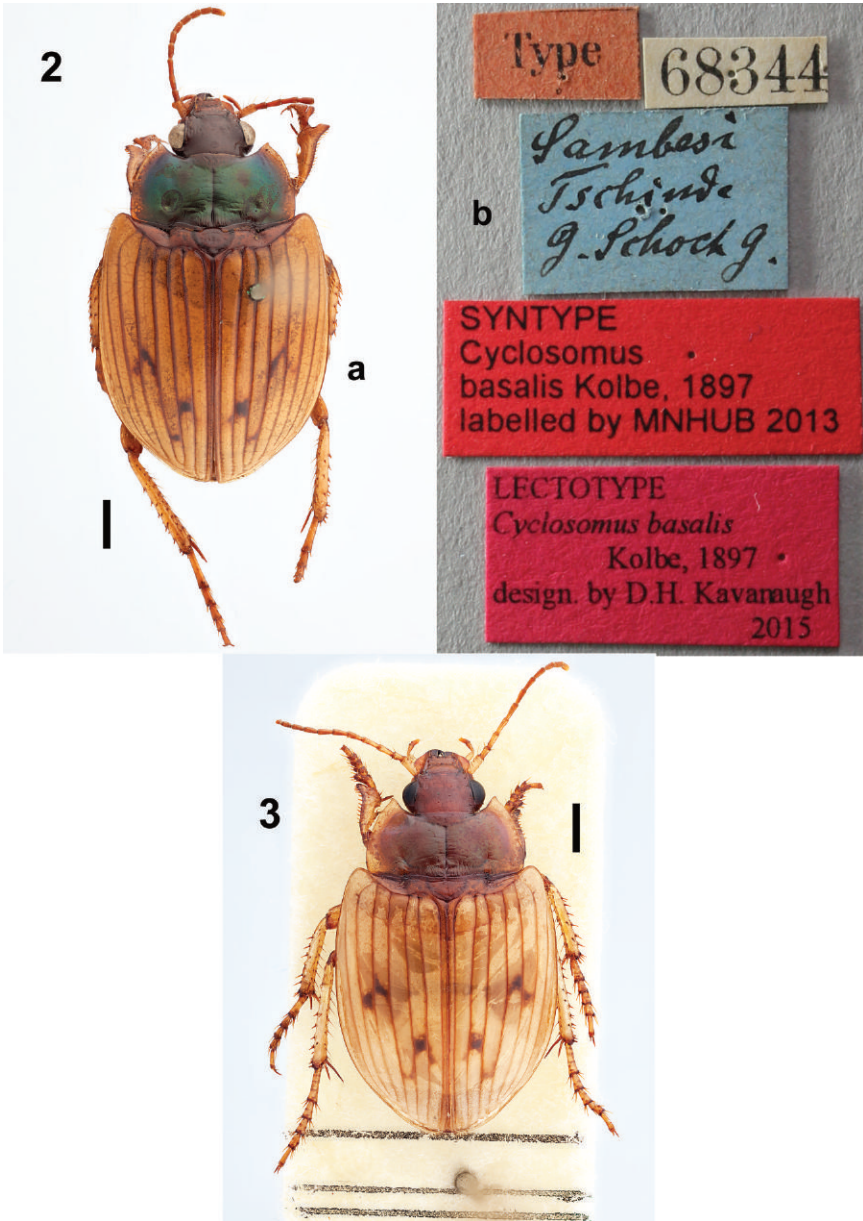 2
a
Type
68344
Sambesi
Tschinde
G. Schoch g.
b
SYNTYPE
Cyclosomus
basalis Kolbe, 1897
labelled by MNHUB 2013
LECTOTYPE
Cyclosomus basalis
Kolbe, 1897
design. by D.H. Kavanaugh
2015
3